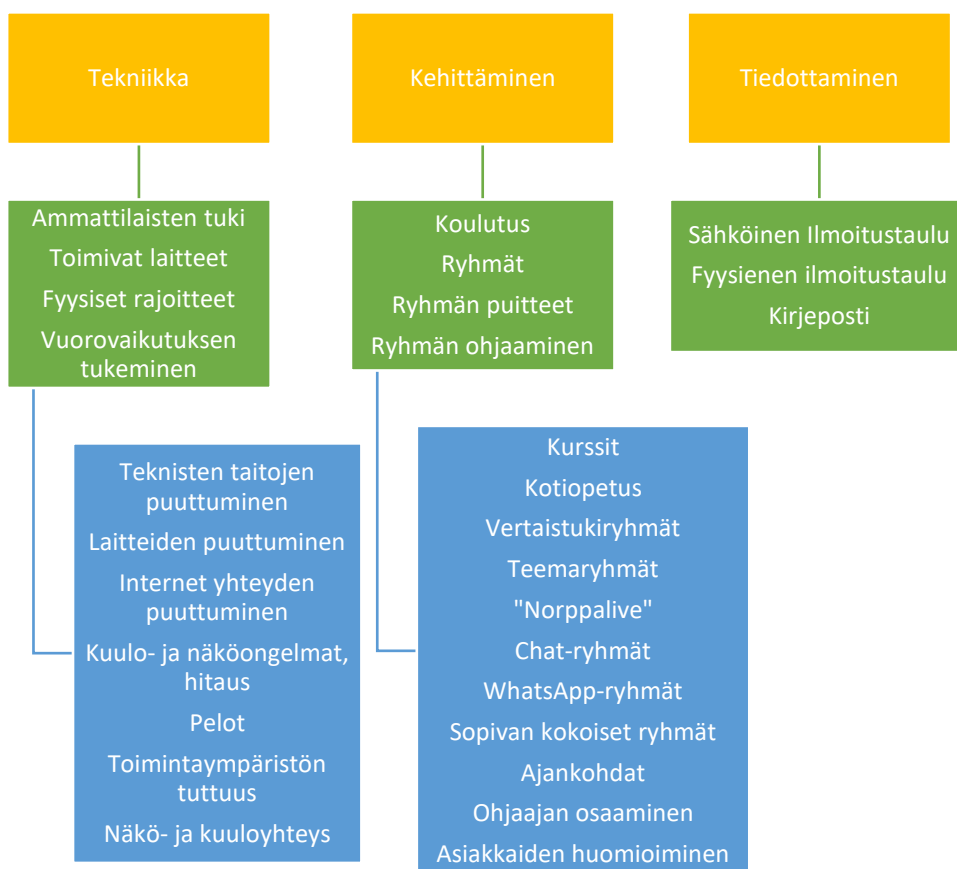 Tekniikka
Kehittäminen
Tiedottaminen
Ammattilaisten tuki
Toimivat laitteet
Fyysiset rajoitteet
Vuorovaikutuksen
tukeminen
Koulutus
Ryhmät
Ryhmän puitteet
Ryhmän ohjaaminen
Sähköinen Ilmoitustaulu
Fyysienen ilmoitustaulu
Kirjeposti
Teknisten taitojen
puuttuminen
Laitteiden puuttuminen
Internet yhteyden
puuttuminen
Kuulo- ja näköongelmat,
hitaus
Pelot
Toimintaympäristön
tuttuus
Näkö- ja kuuloyhteys
Kurssit
Kotiopetus
Vertaistukiryhmät
Teemaryhmät
"Norppalive"
Chat-ryhmät
WhatsApp-ryhmät
Sopivan kokoiset ryhmät
Ajankohdat
Ohjaajan osaaminen
Asiakkaiden huomioiminen